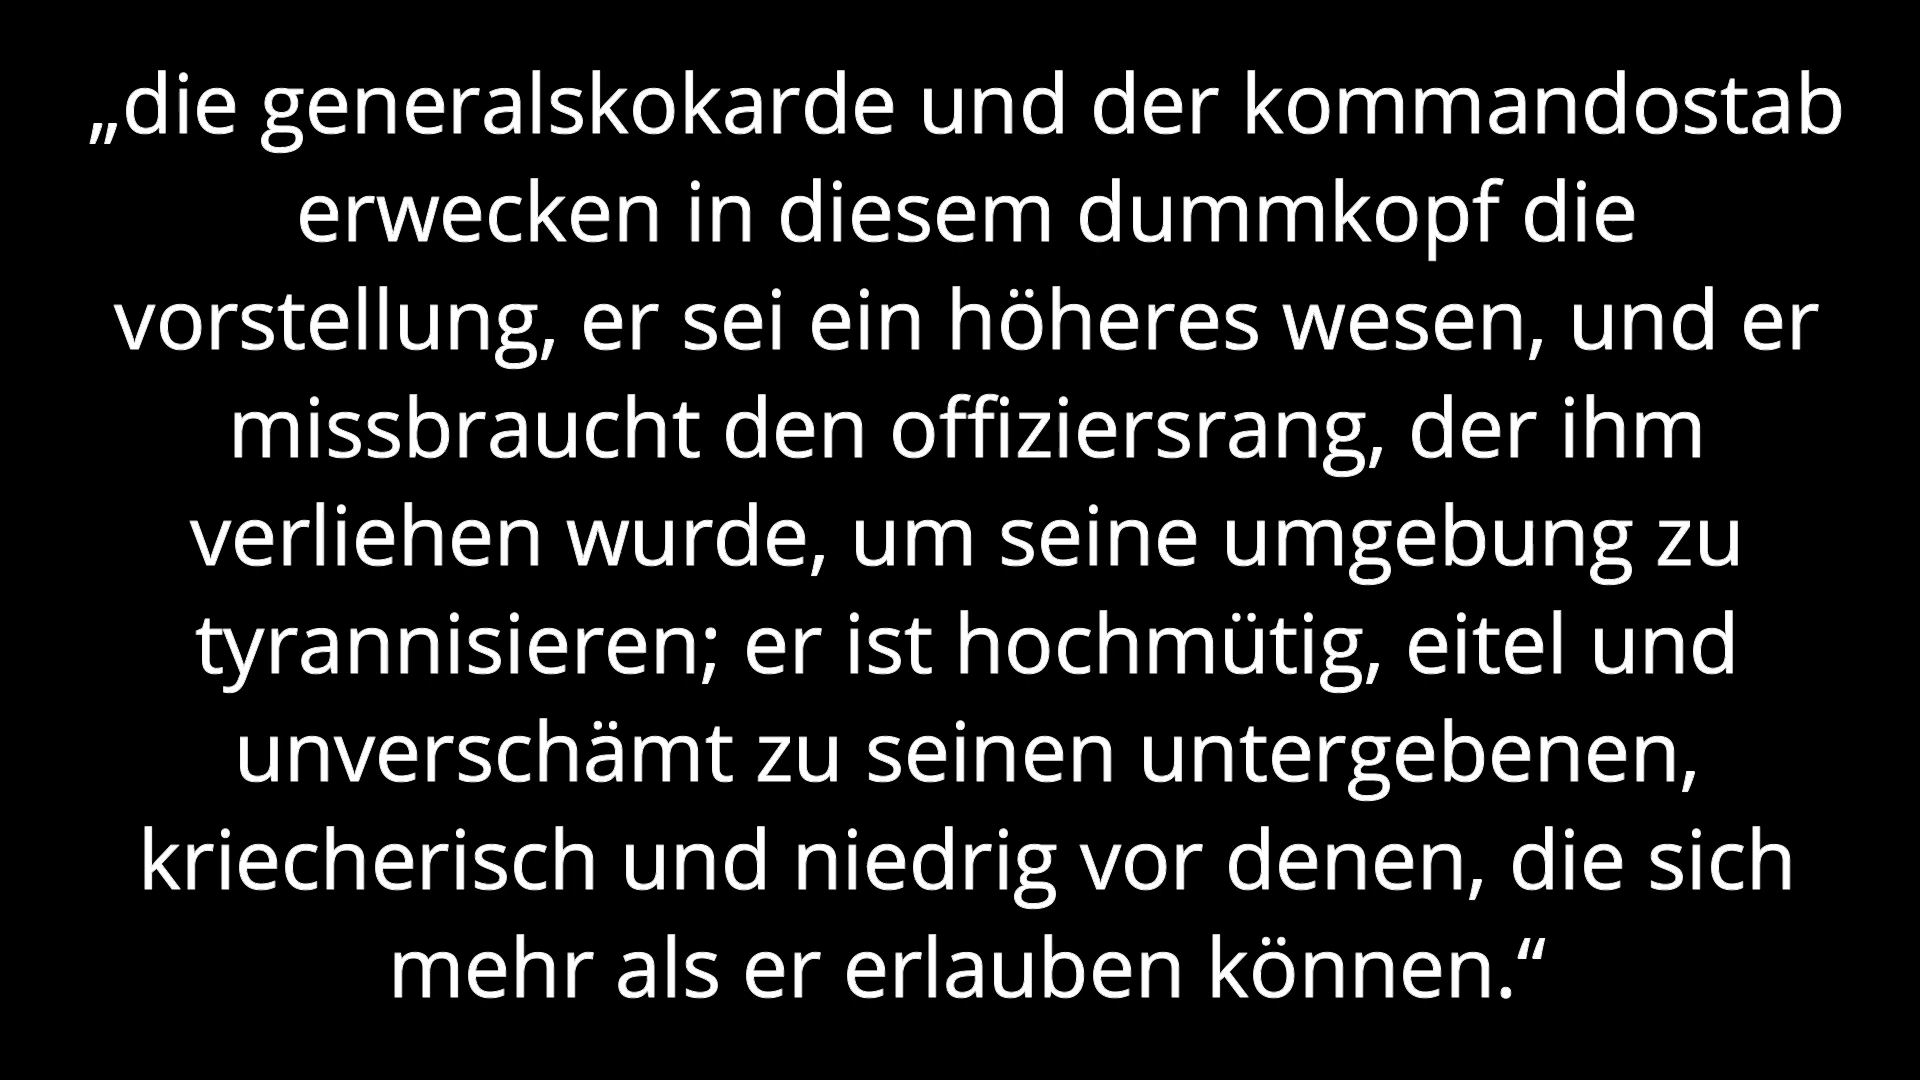 „die generalskokarde und der kommandostab
erwecken in diesem dummkopf die
vorstellung, er sei ein höheres wesen, und er
missbraucht den offiziersrang, der ihm
verliehen wurde, um seine umgebung zu
tyrannisieren; er ist hochmütig, eitel und
unverschämt zu seinen untergebenen,
kriecherisch und niedrig vor denen, die sich
mehr als er erlauben können.“